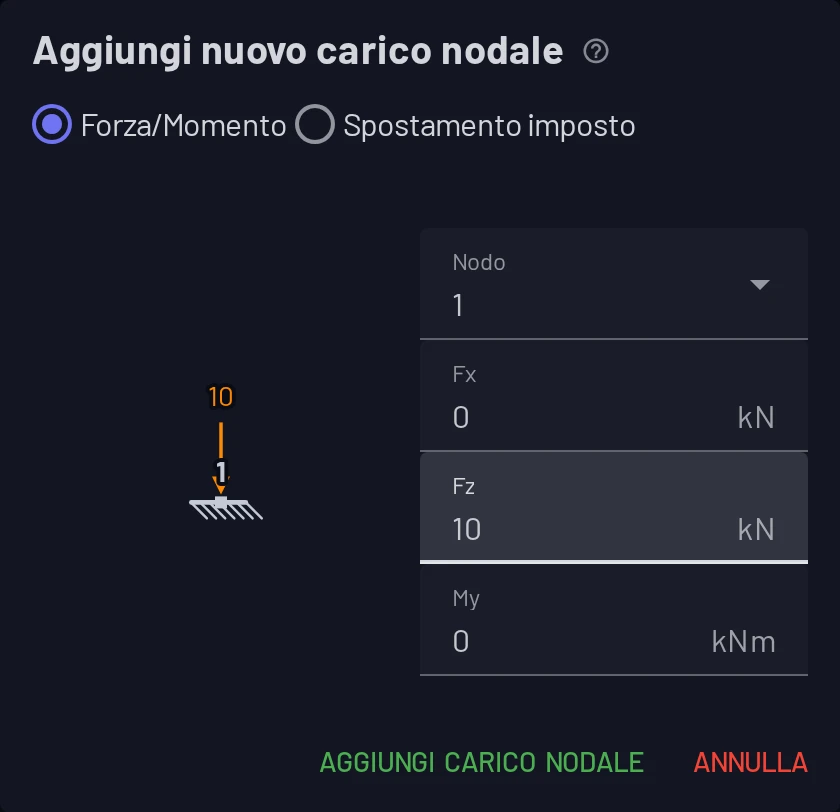 Aggiungi nuovo carico nodale
Forza/Momento Spostamento imposto
Nodo
1
Fx
0 kN
10
1
Fz
10 kN
My
0 kNm
AGGIUNGI CARICO NODALE ANNULLA